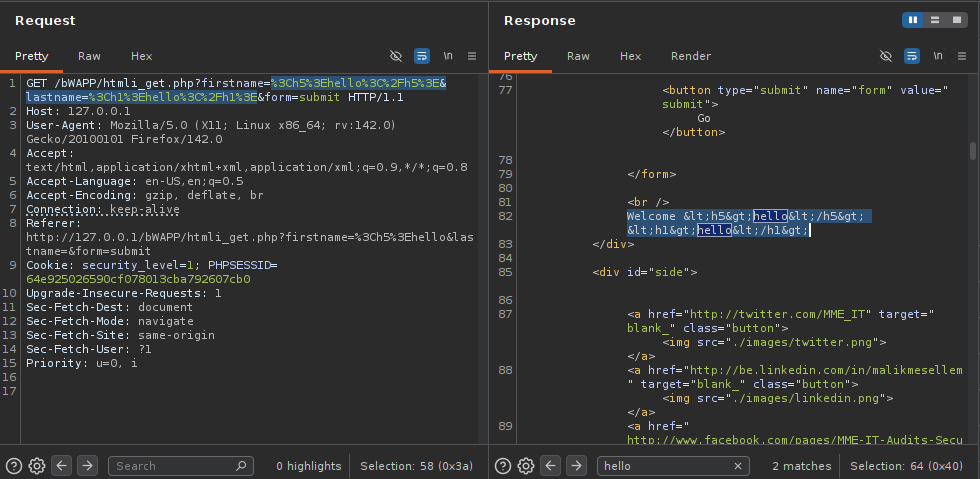 Request
Pretty Raw Hex
\n
1 GET /bWAPP/htmli_get.php?firstname=%3Ch5%3Ehello%3C%2Fh5%3E&
lastname=%3Ch1%3Ehello%3C%2Fh1%3E&form=submit HTTP/1.1
2 Host: 127.0.0.1
3 User-Agent: Mozilla/5.0 (X11; Linux x86_64; rv:142.0)
Gecko/20100101 Firefox/142.0
4 Accept:
text/html,application/xhtml+xml,application/xml;q=0.9,*/*;q=0.8
5 Accept-Language: en-US,en;q=0.5
6 Accept-Encoding: gzip, deflate, br
7 Connection: keep-alive
8 Referer:
http://127.0.0.1/bWAPP/htmli_get.php?firstname=%3Ch5%3Ehello&las
tname=&form=submit
9 Cookie: security_level=1; PHPSESSID=
64e925026590cf078013cba792607cb0
10 Upgrade-Insecure-Requests: 1
11 Sec-Fetch-Dest: document
12 Sec-Fetch-Mode: navigate
13 Sec-Fetch-Site: same-origin
14 Sec-Fetch-User: ?1
15 Priority: u=0, i
16
17
Search
0 highlights
Selection: 58 (0x3a)
Response
Pretty Raw Hex Render
\n
76
77 <button type="submit" name="form" value="
submit">
Go
</button>
78
79 </form>
80
81 <br />
82 Welcome &lt;h5&gt;hello&lt;/h5&gt;
&lt;h1&gt;hello&lt;/h1&gt;
83 </div>
84
85 <div id="side">
86
87 <a href="http://twitter.com/MME_IT" target="
blank_" class="button">
<img src="./images/twitter.png">
</a>
88 <a href="http://be.linkedin.com/in/malikmesellem
" target="blank_" class="button">
<img src="./images/linkedin.png">
</a>
89 <a href="
http://www.facebook.com/pages/MME-IT-Audits-Secu
hello
2 matches
Selection: 64 (0x40)